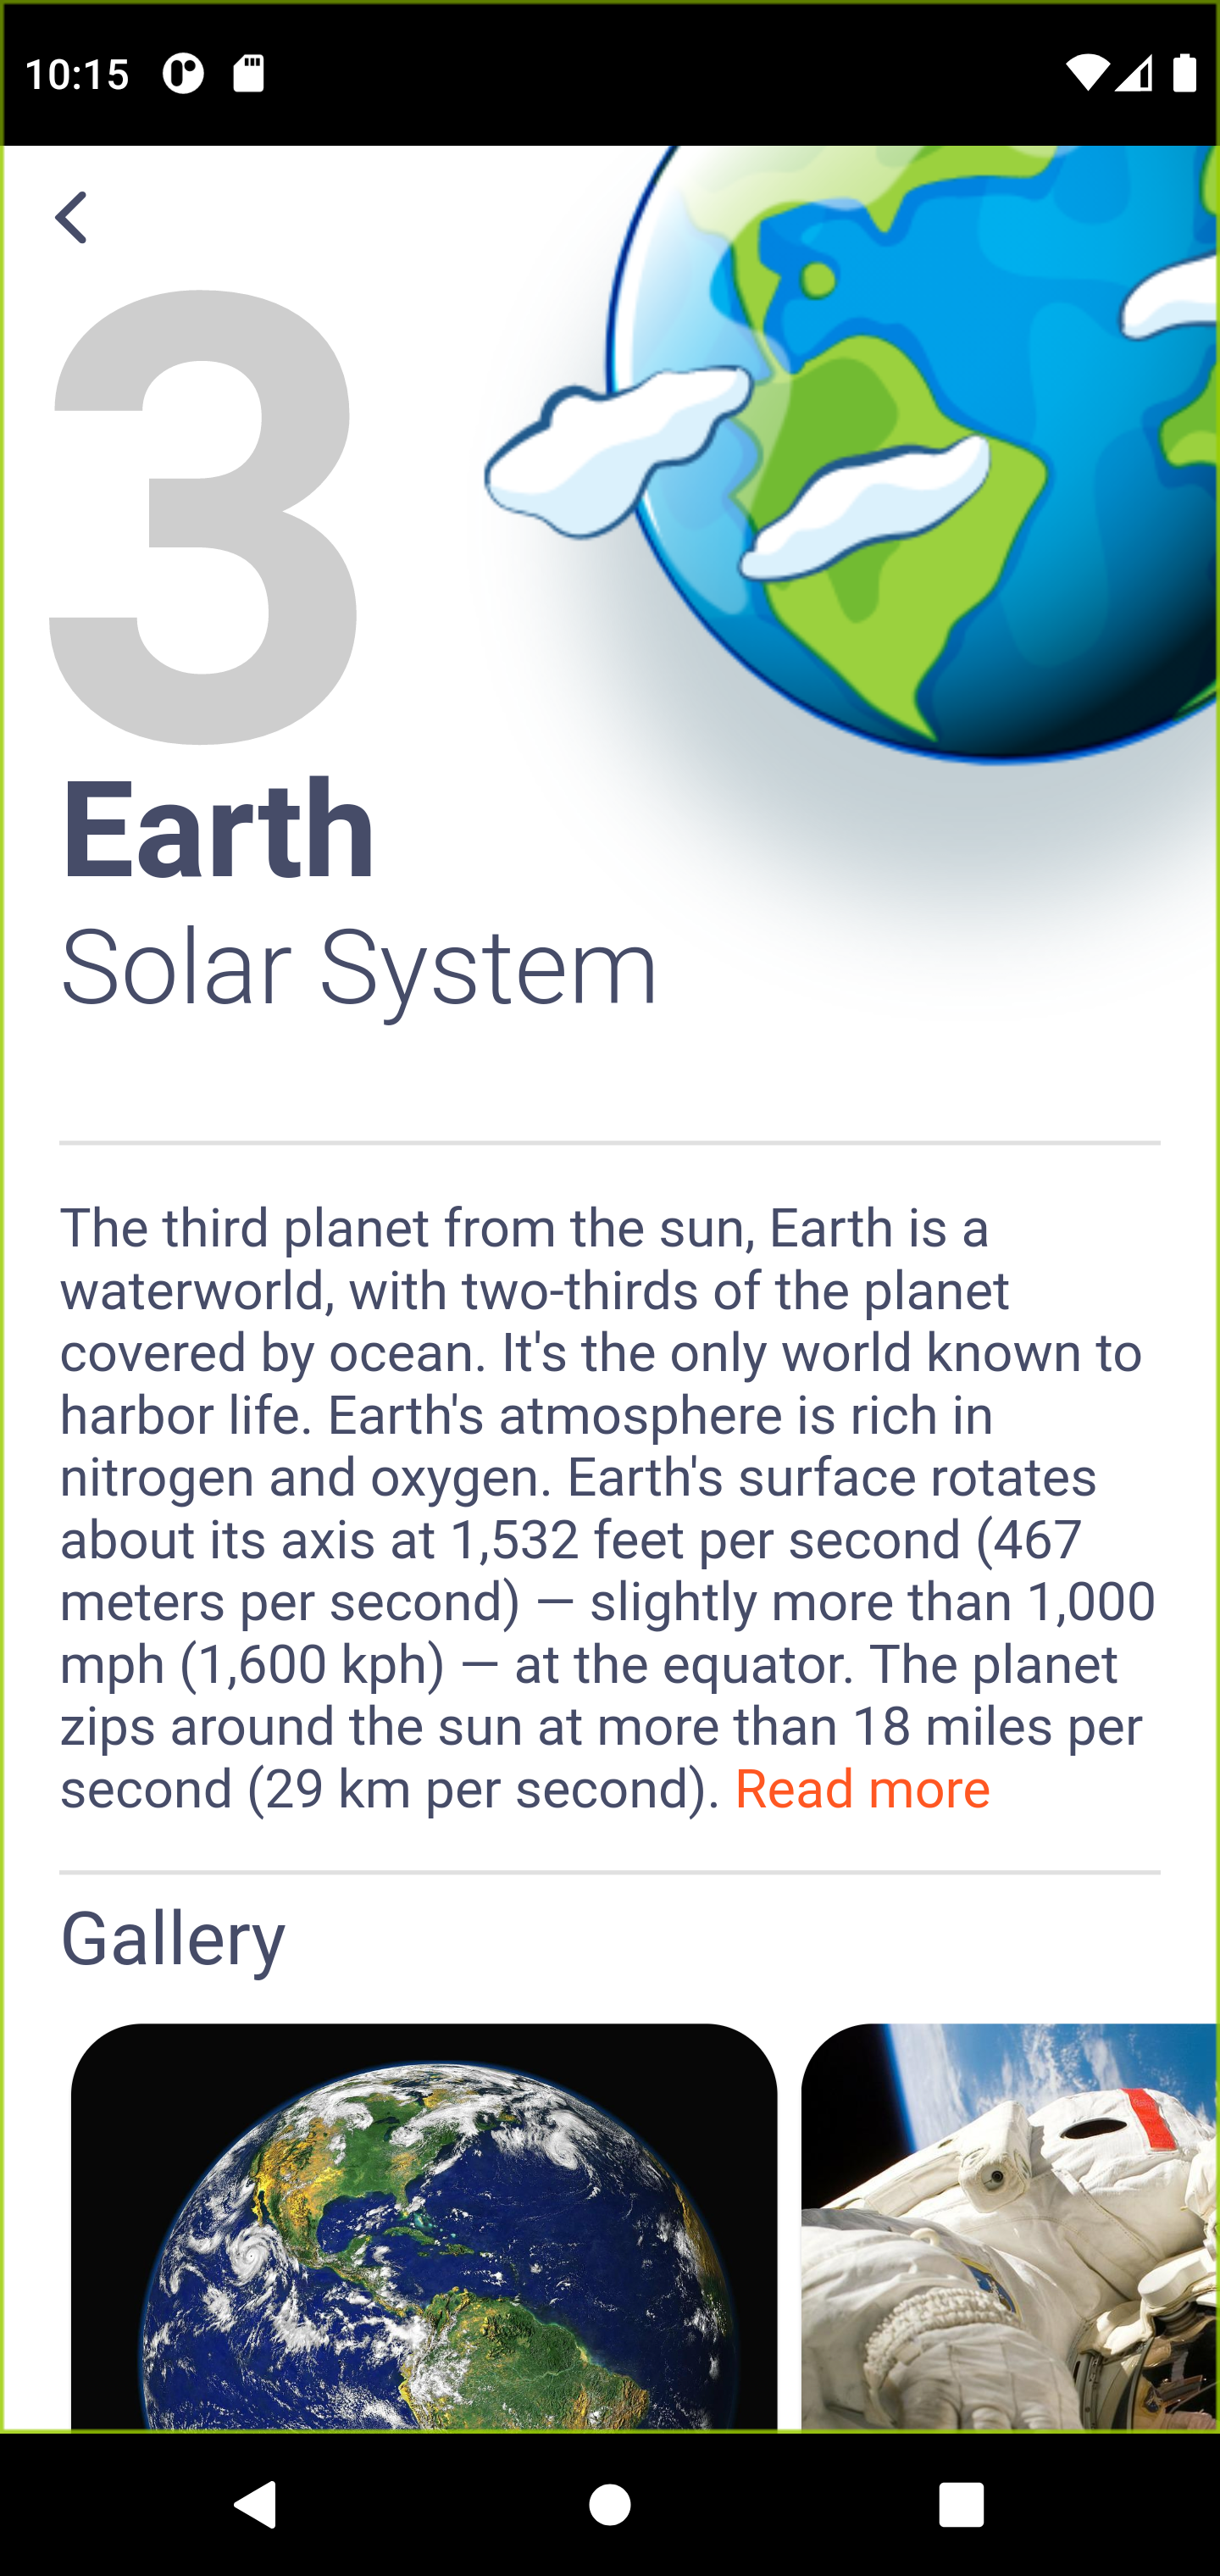 10:15
3
Earth
Solar System
The third planet from the sun, Earth is a
waterworld, with two-thirds of the planet
covered by ocean. It's the only world known to
harbor life. Earth's atmosphere is rich in
nitrogen and oxygen. Earth's surface rotates
about its axis at 1,532 feet per second (467
meters per second) — slightly more than 1,000
mph (1,600 kph) — at the equator. The planet
zips around the sun at more than 18 miles per
second (29 km per second). Read more
Gallery